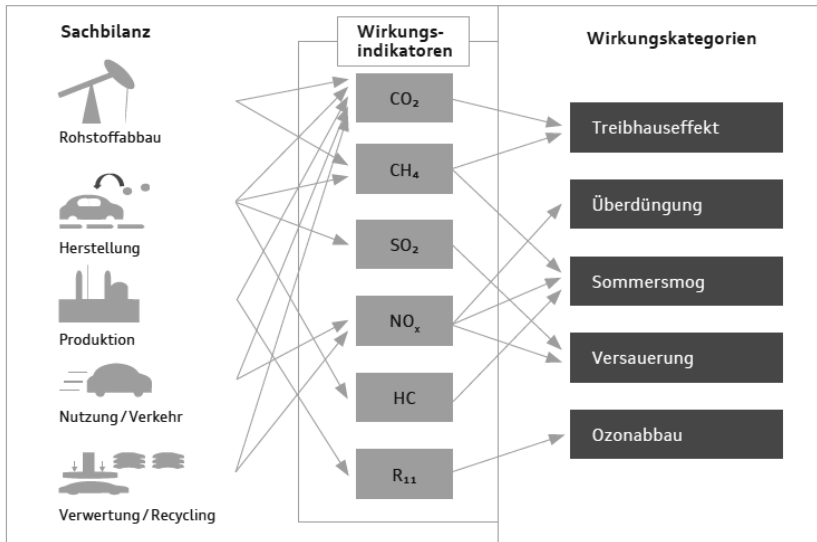 Sachbilanz
Rohstoffabbau
Herstellung
Produktion
Nutzung / Verkehr
Verwertung / Recycling
Wirkungs-
indikatoren
CO₂
CH₄
SO₂
NOₓ
HC
R₁₁
Wirkungskategorien
Treibhauseffekt
Überdüngung
Sommersmog
Versauerung
Ozonabbau